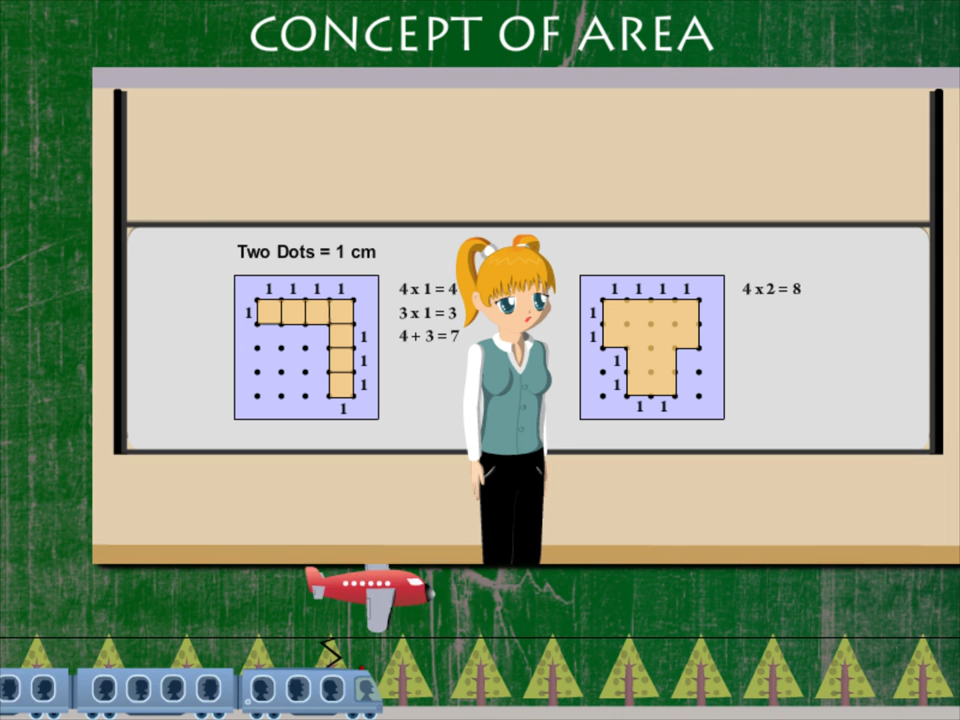 CONCEPT OF AREA
Two Dots = 1 cm
1 1 1 1
1
1
1
1
1
4 x 1 = 4
3 x 1 = 3
4 + 3 = 7
1 1 1 1
1
1
1
1
1 1
4 x 2 = 8